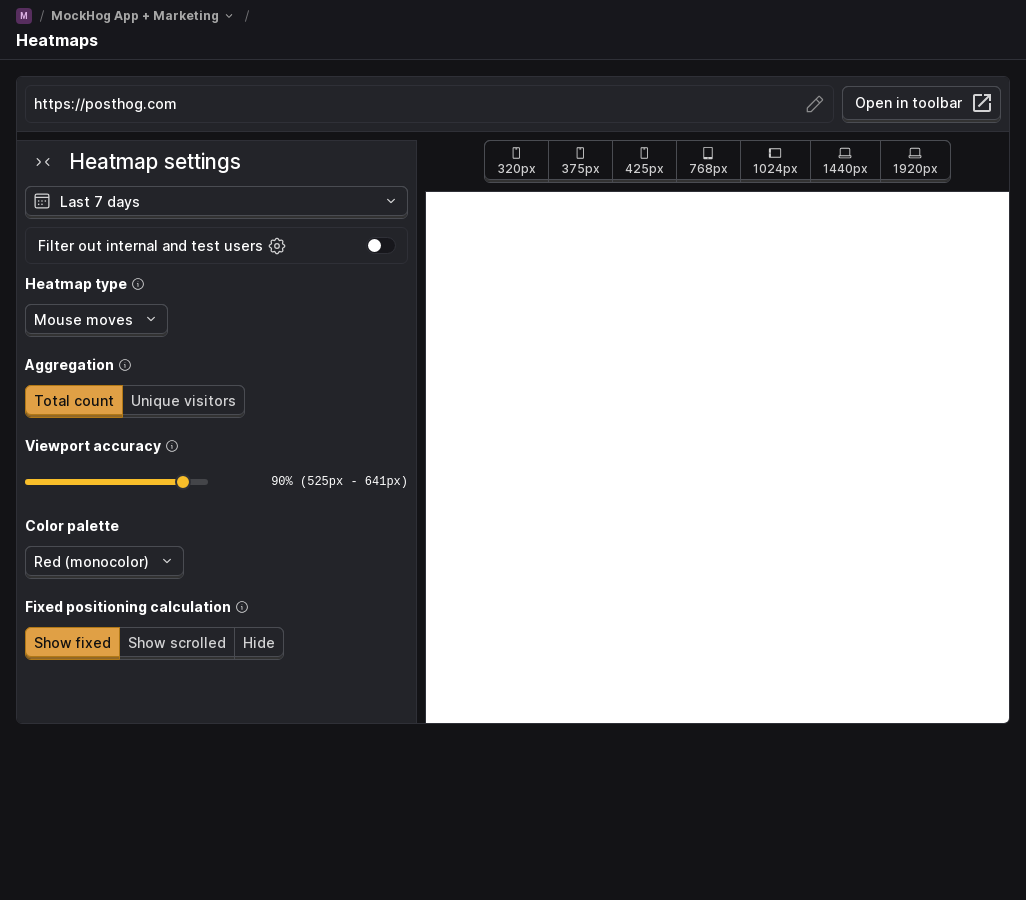 M / MockHog App + Marketing /
Heatmaps
https://posthog.com
Open in toolbar
Heatmap settings
320px 375px 425px 768px 1024px 1440px 1920px
Last 7 days
Filter out internal and test users
Heatmap type
Mouse moves
Aggregation
Total count Unique visitors
Viewport accuracy
90% (525px - 641px)
Color palette
Red (monocolor)
Fixed positioning calculation
Show fixed Show scrolled Hide